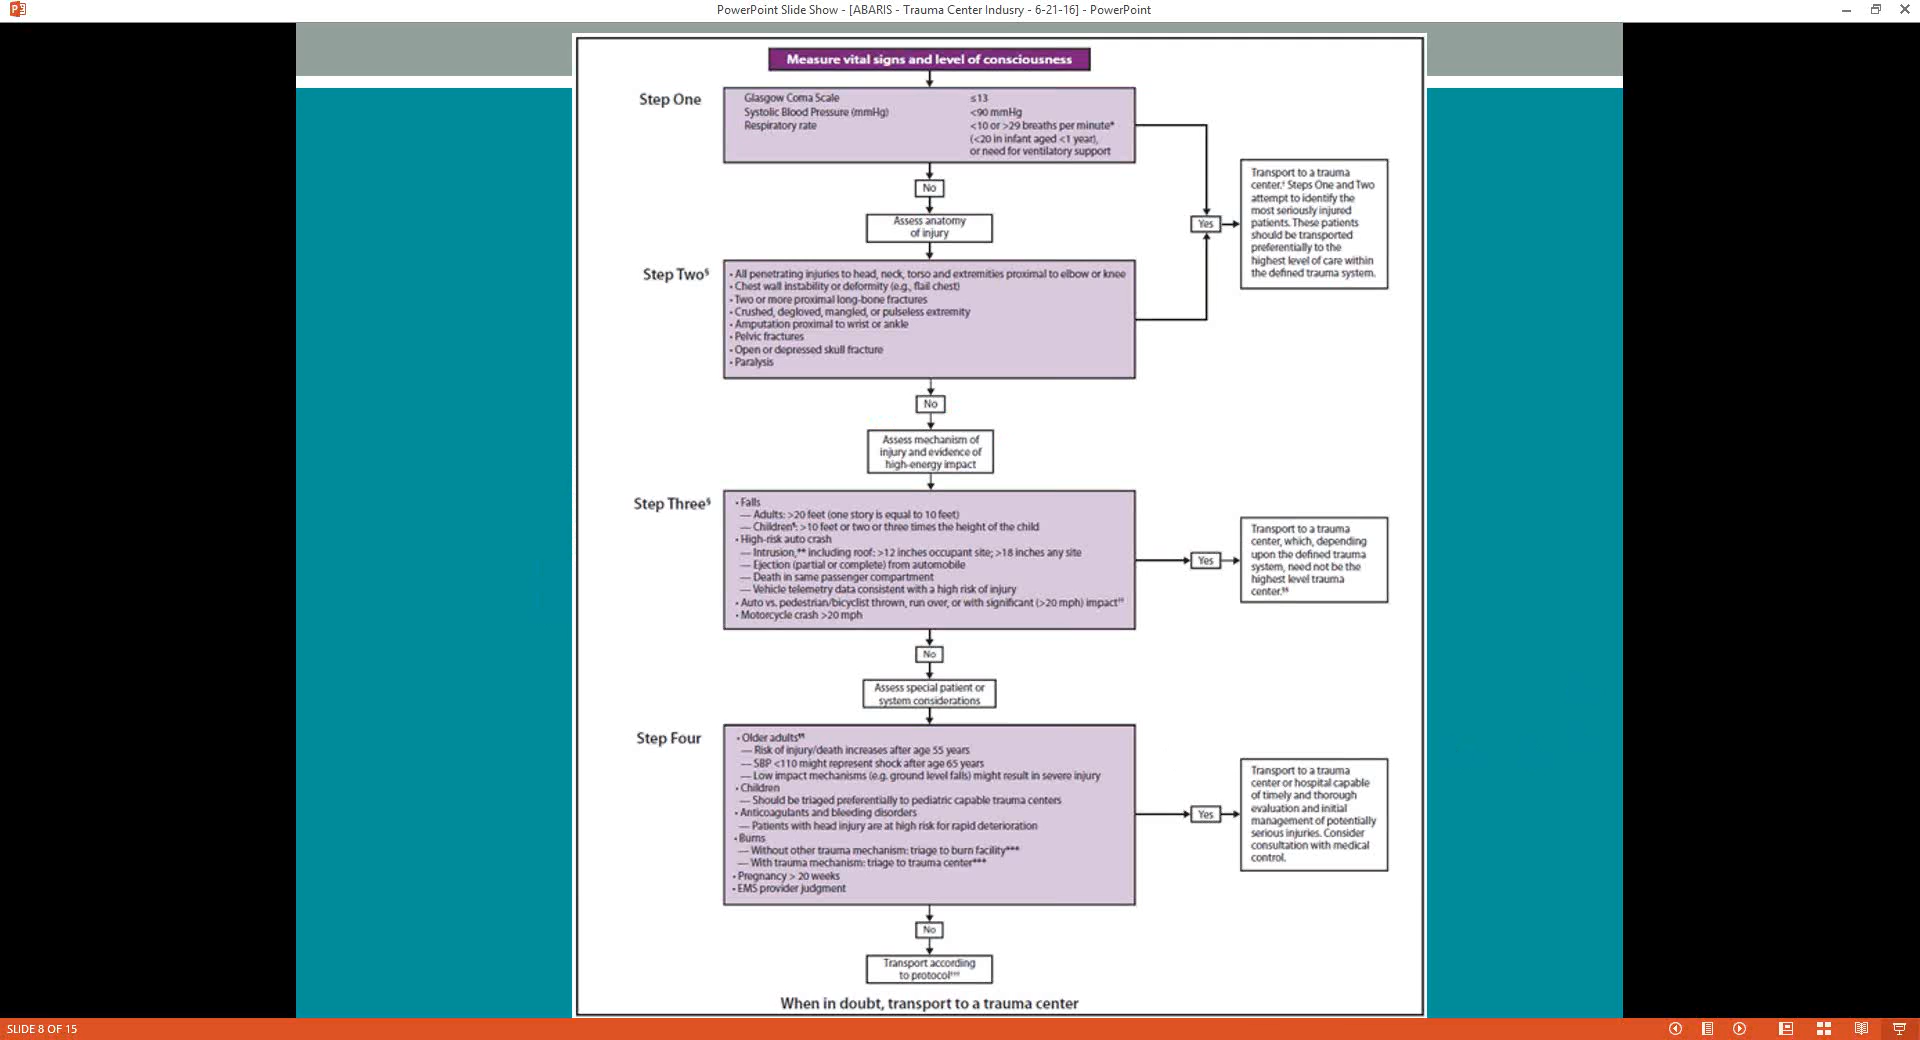 PowerPoint Slide Show - [ABARIS - Trauma Center Indusry - 6-21-16] - PowerPoint
Measure vital signs and level of consciousness
Step One
Glasgow Coma Scale ≤13
Systolic Blood Pressure (mmHg) <90 mmHg
Respiratory rate <10 or >29 breaths per minute*
(<20 in infant aged <1 year),
or need for ventilatory support
No
Assess anatomy
of injury
Yes
Transport to a trauma
center.† Steps One and Two
attempt to identify the
most seriously injured
patients. These patients
should be transported
preferentially to the
highest level of care within
the defined trauma system.
Step Two§
• All penetrating injuries to head, neck, torso and extremities proximal to elbow or knee
• Chest wall instability or deformity (e.g., flail chest)
• Two or more proximal long-bone fractures
• Crushed, degloved, mangled, or pulseless extremity
• Amputation proximal to wrist or ankle
• Pelvic fractures
• Open or depressed skull fracture
• Paralysis
No
Assess mechanism of
injury and evidence of
high-energy impact
Step Three§
• Falls
— Adults: >20 feet (one story is equal to 10 feet)
— Children¶: >10 feet or two or three times the height of the child
• High-risk auto crash
— Intrusion,** including roof: >12 inches occupant site; >18 inches any site
— Ejection (partial or complete) from automobile
— Death in same passenger compartment
— Vehicle telemetry data consistent with a high risk of injury
• Auto vs. pedestrian/bicyclist thrown, run over, or with significant (>20 mph) impact††
• Motorcycle crash >20 mph
Yes
Transport to a trauma
center, which, depending
upon the defined trauma
system, need not be the
highest level trauma
center.§§
No
Assess special patient or
system considerations
Step Four
• Older adults¶¶
— Risk of injury/death increases after age 55 years
— SBP <110 might represent shock after age 65 years
— Low impact mechanisms (e.g. ground level falls) might result in severe injury
• Children
— Should be triaged preferentially to pediatric capable trauma centers
• Anticoagulants and bleeding disorders
— Patients with head injury are at high risk for rapid deterioration
• Burns
— Without other trauma mechanism: triage to burn facility***
— With trauma mechanism: triage to trauma center***
• Pregnancy > 20 weeks
• EMS provider judgment
Yes
Transport to a trauma
center or hospital capable
of timely and thorough
evaluation and initial
management of potentially
serious injuries. Consider
consultation with medical
control.
No
Transport according
to protocol†††
When in doubt, transport to a trauma center
SLIDE 8 OF 15